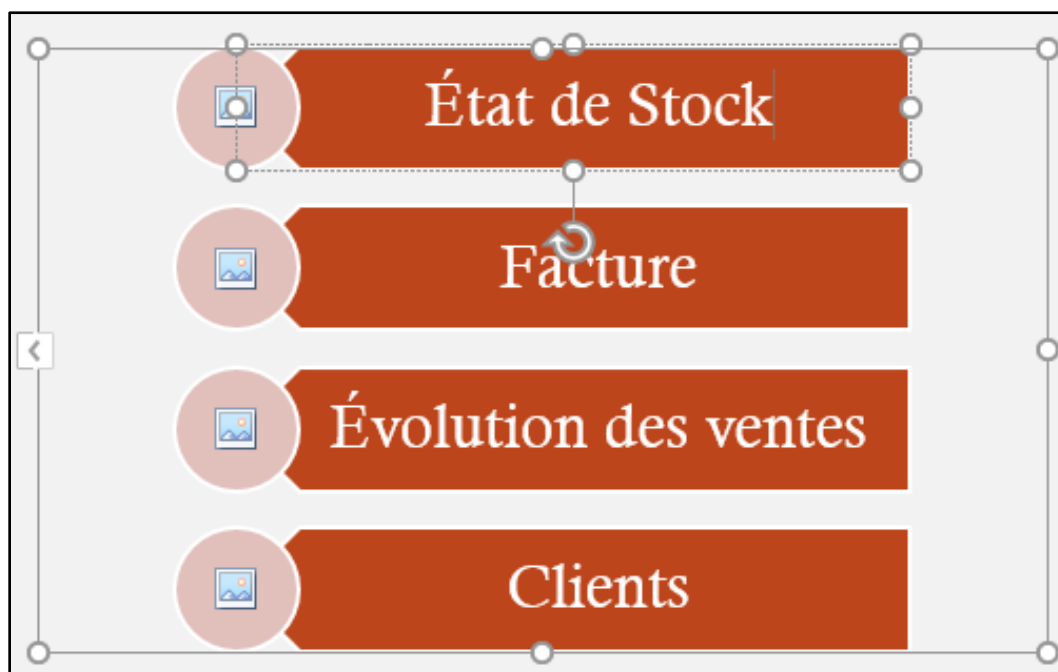 État de Stock
Facture
Évolution des ventes
Clients